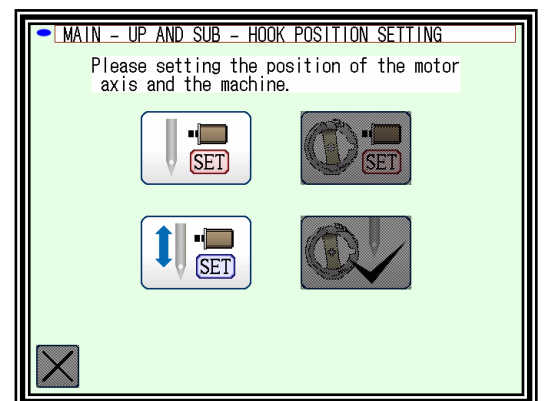 MAIN - UP AND SUB - HOOK POSITION SETTING
Please setting the position of the motor
axis and the machine.
SET
SET
SET